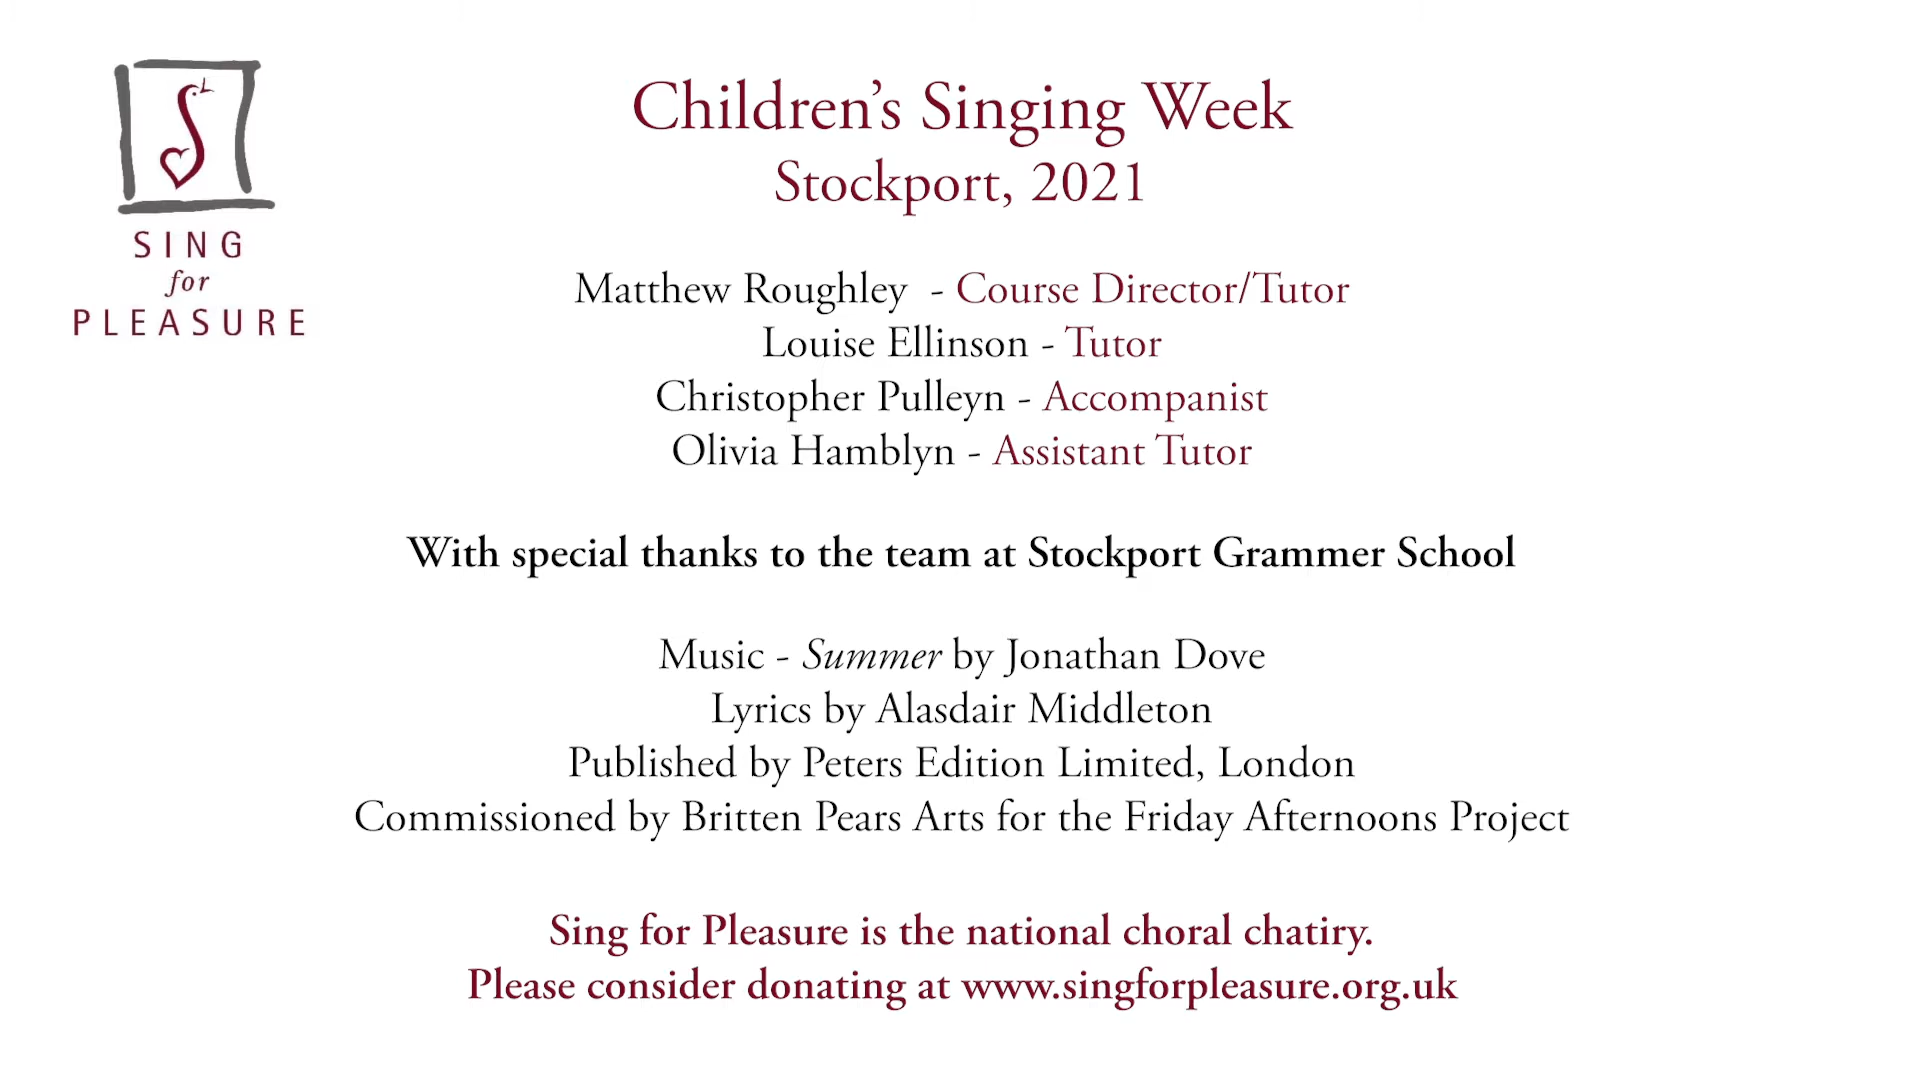 SING
for
PLEASURE
Children’s Singing Week
Stockport, 2021
Matthew Roughley  - Course Director/Tutor
Louise Ellinson - Tutor
Christopher Pulleyn - Accompanist
Olivia Hamblyn - Assistant Tutor
With special thanks to the team at Stockport Grammer School
Music - Summer by Jonathan Dove
Lyrics by Alasdair Middleton
Published by Peters Edition Limited, London
Commissioned by Britten Pears Arts for the Friday Afternoons Project
Sing for Pleasure is the national choral chatiry.
Please consider donating at www.singforpleasure.org.uk